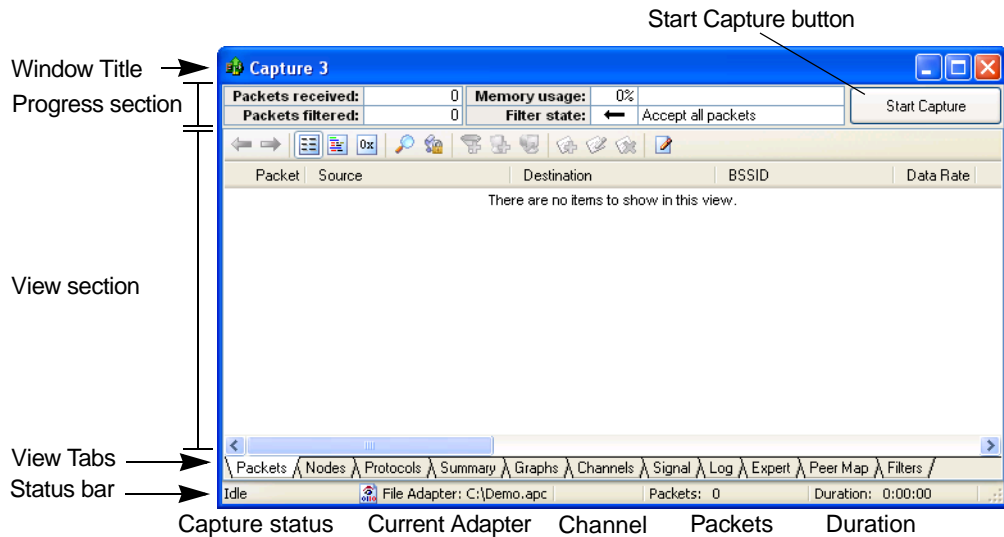 Start Capture button
Window Title
Capture 3
Progress section
Packets received: 0 Memory usage: 0%
Packets filtered: 0 Filter state: Accept all packets
Start Capture
0x
Packet Source Destination BSSID Data Rate
There are no items to show in this view.
View section
View Tabs
Packets Nodes Protocols Summary Graphs Channels Signal Log Expert Peer Map Filters
Status bar
Idle File Adapter: C:\Demo.apc Packets: 0 Duration: 0:00:00
Capture status Current Adapter Channel Packets Duration